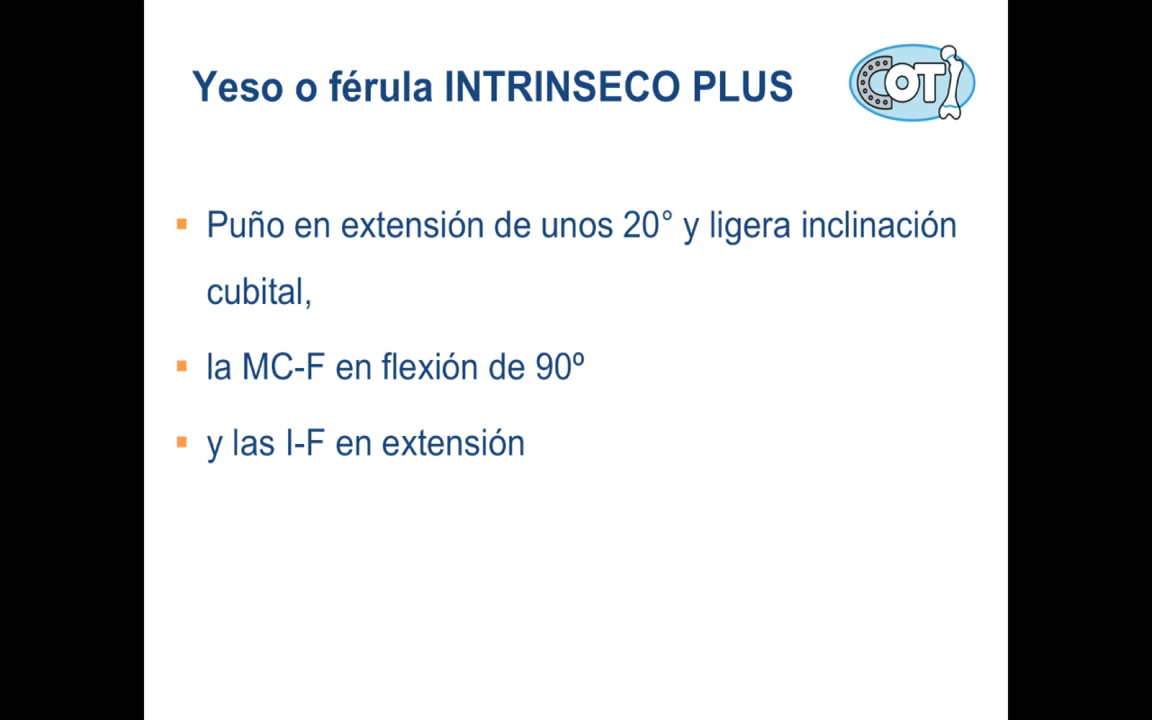 Yeso o férula INTRINSECO PLUS
COTI
Puño en extensión de unos 20° y ligera inclinación
cubital,
la MC-F en flexión de 90º
y las I-F en extensión